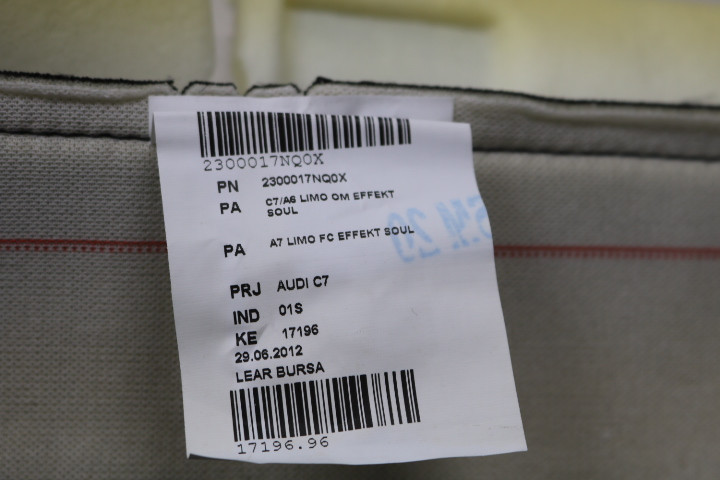 2300017NQ0X
PN 2300017NQ0X
PA C7/A6 LIMO OM EFFEKT
SOUL
PA A7 LIMO FC EFFEKT SOUL
PRJ AUDI C7
IND 01S
KE 17196
29.06.2012
LEAR BURSA
17196.96